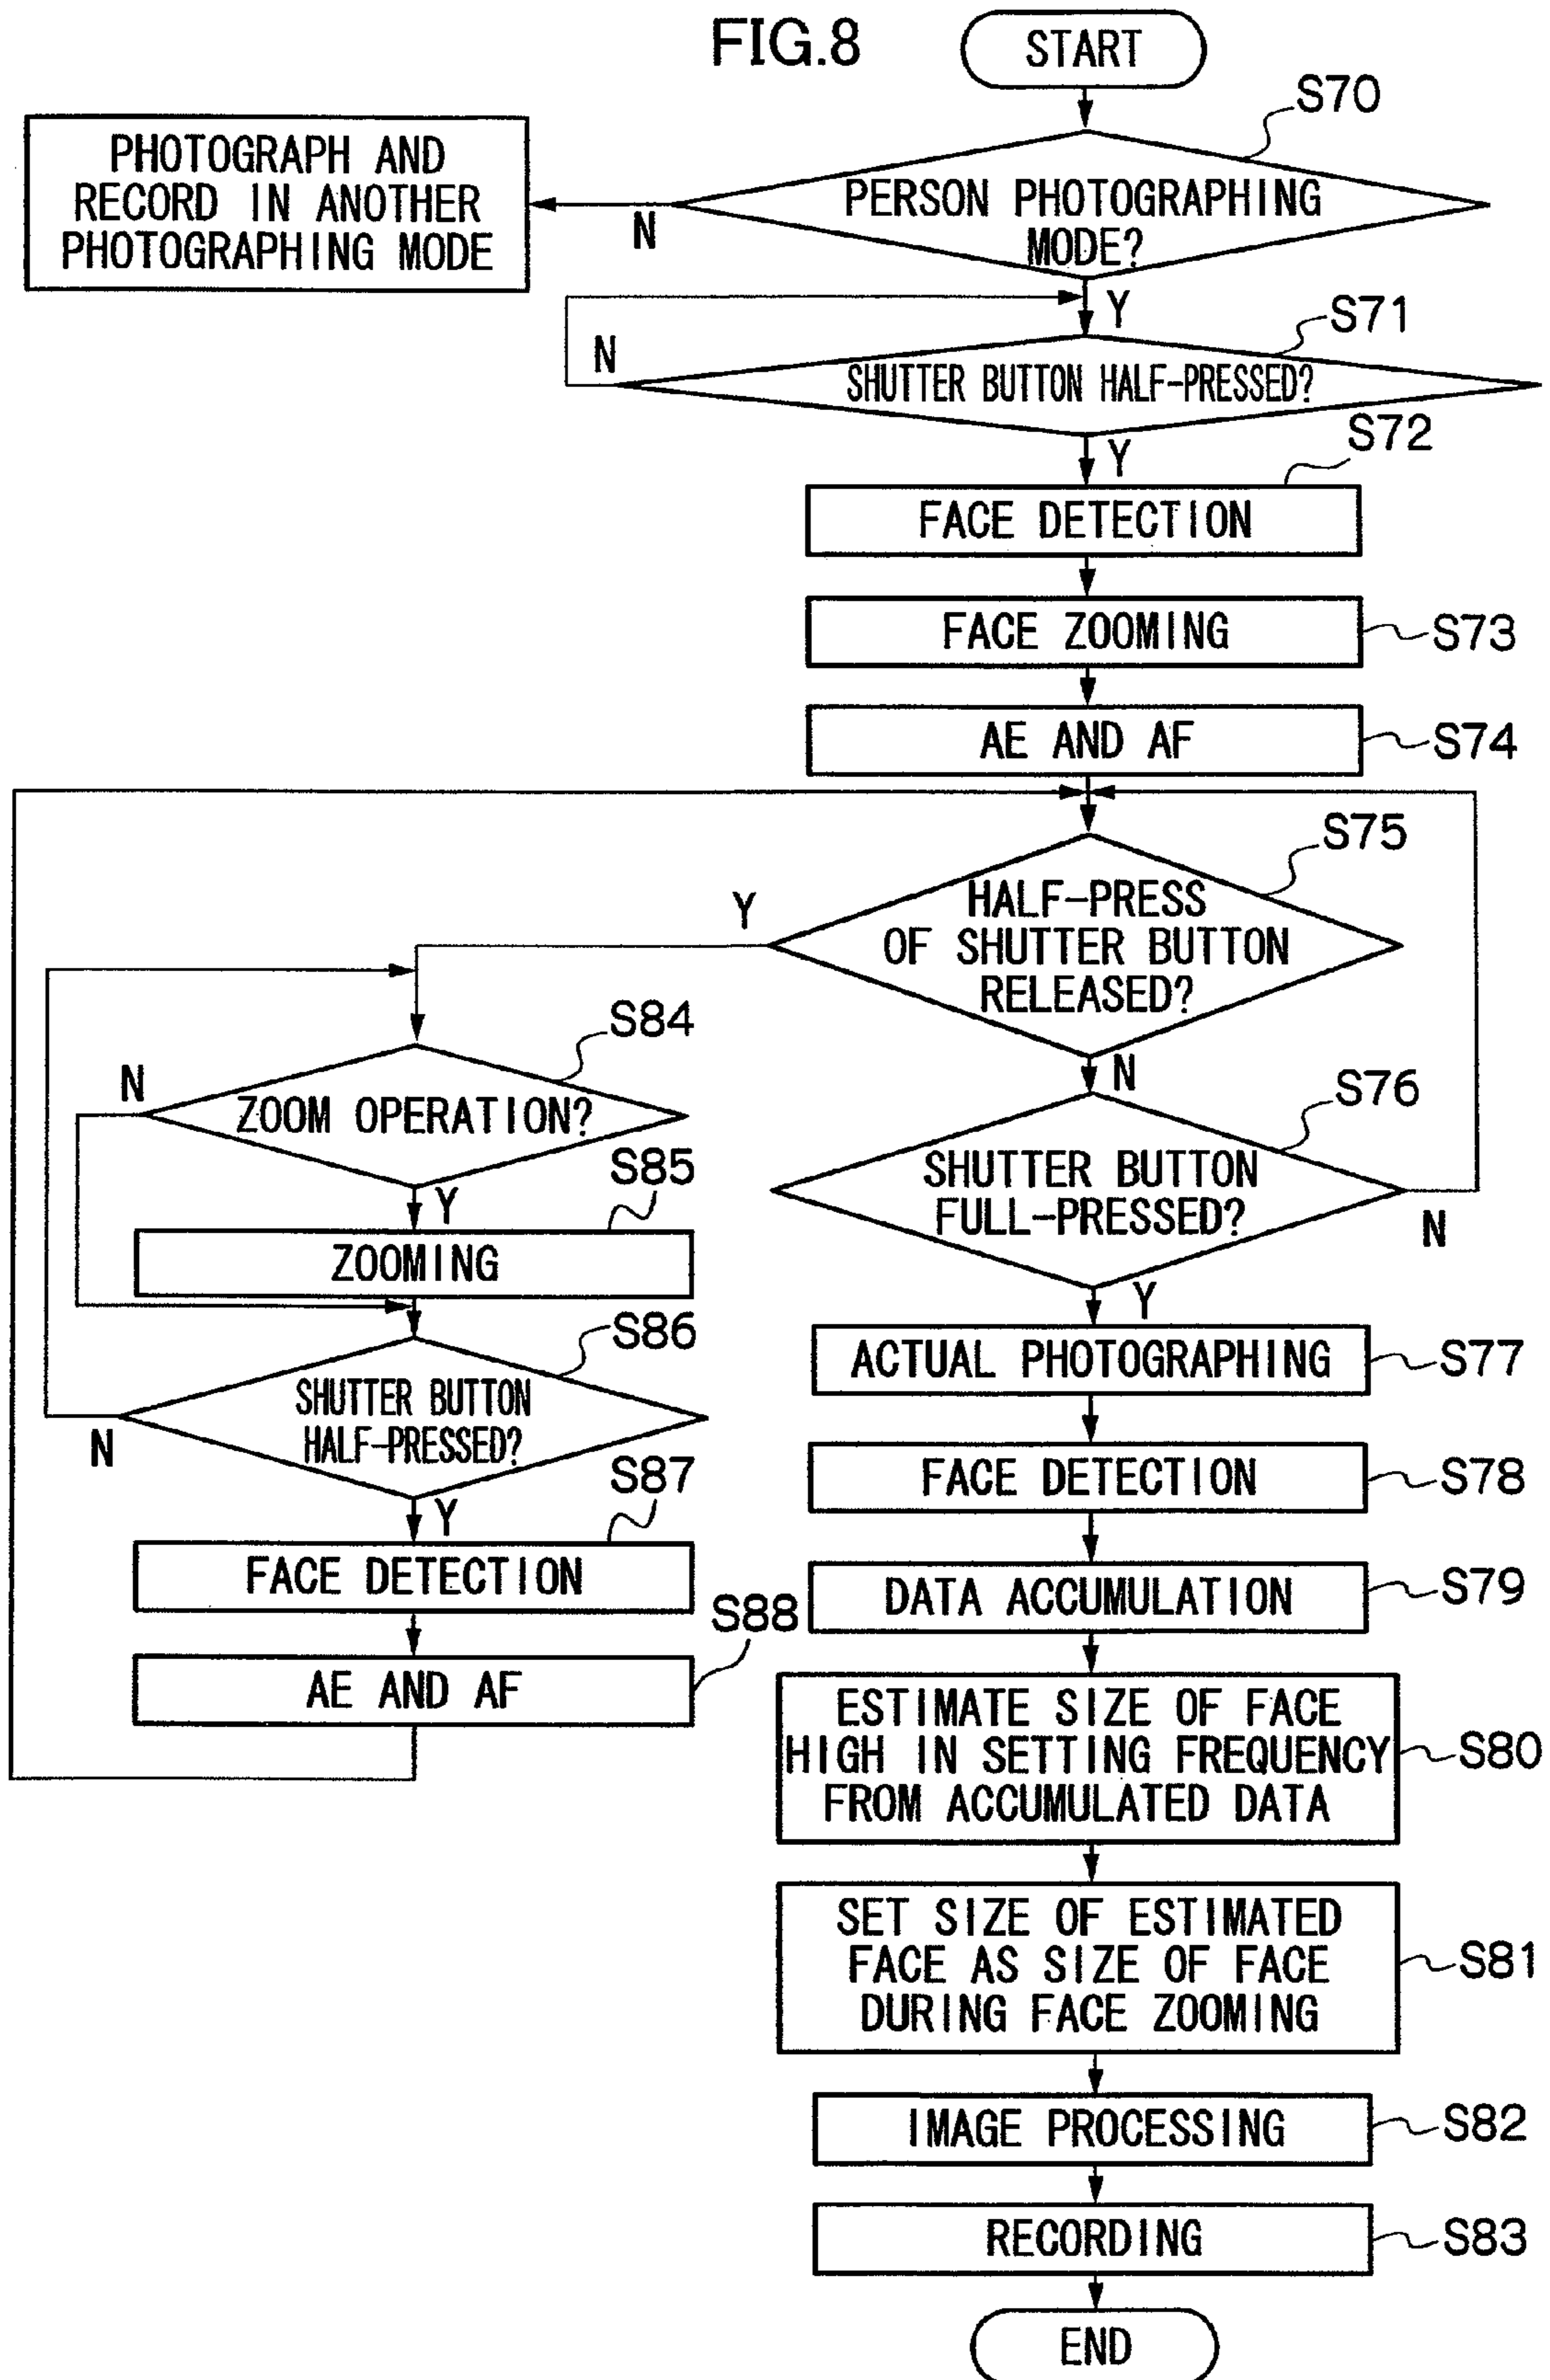 FIG.8
START
S70
PHOTOGRAPH AND
RECORD IN ANOTHER
PHOTOGRAPHING MODE
N
PERSON PHOTOGRAPHING
MODE?
Y
S71
N
SHUTTER BUTTON HALF-PRESSED?
Y
S72
FACE DETECTION
FACE ZOOMING
S73
AE AND AF
S74
S75
HALF-PRESS
OF SHUTTER BUTTON
RELEASED?
Y
N
S76
SHUTTER BUTTON
FULL-PRESSED?
N
Y
S84
N
ZOOM OPERATION?
Y
S85
ZOOMING
S86
SHUTTER BUTTON
HALF-PRESSED?
N
Y
S87
FACE DETECTION
S88
AE AND AF
ACTUAL PHOTOGRAPHING
S77
FACE DETECTION
S78
DATA ACCUMULATION
S79
ESTIMATE SIZE OF FACE
HIGH IN SETTING FREQUENCY
FROM ACCUMULATED DATA
S80
SET SIZE OF ESTIMATED
FACE AS SIZE OF FACE
DURING FACE ZOOMING
S81
IMAGE PROCESSING
S82
RECORDING
S83
END